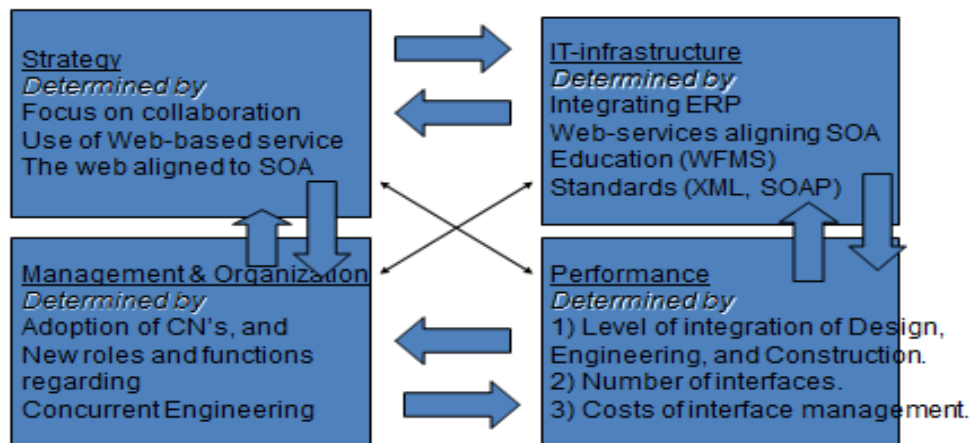 Strategy
Determined by
Focus on collaboration
Use of Web-based service
The web aligned to SOA
IT-infrastructure
Determined by
Integrating ERP
Web-services aligning SOA
Education (WFMS)
Standards (XML, SOAP)
Management & Organization
Determined by
Adoption of CN's, and
New roles and functions
regarding
Concurrent Engineering
Performance
Determined by
1) Level of integration of Design,
Engineering, and Construction.
2) Number of interfaces.
3) Costs of interface management.